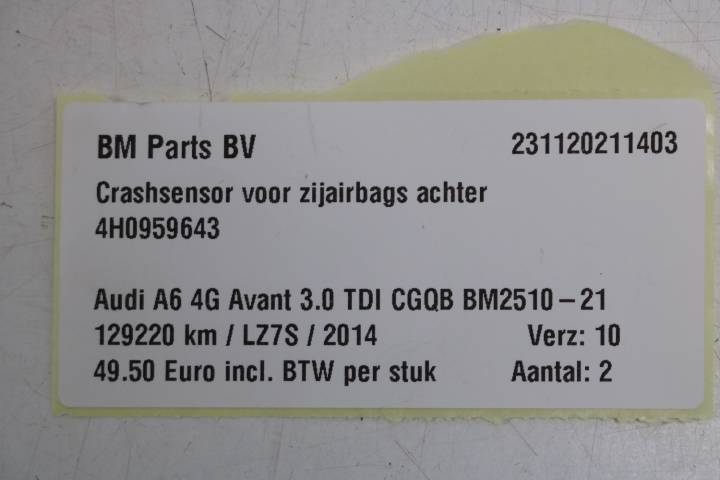 BM Parts BV 231120211403
Crashsensor voor zijairbags achter
4H0959643
Audi A6 4G Avant 3.0 TDI CGQB BM2510-21
129220 km / LZ7S / 2014 Verz: 10
49.50 Euro incl. BTW per stuk Aantal: 2